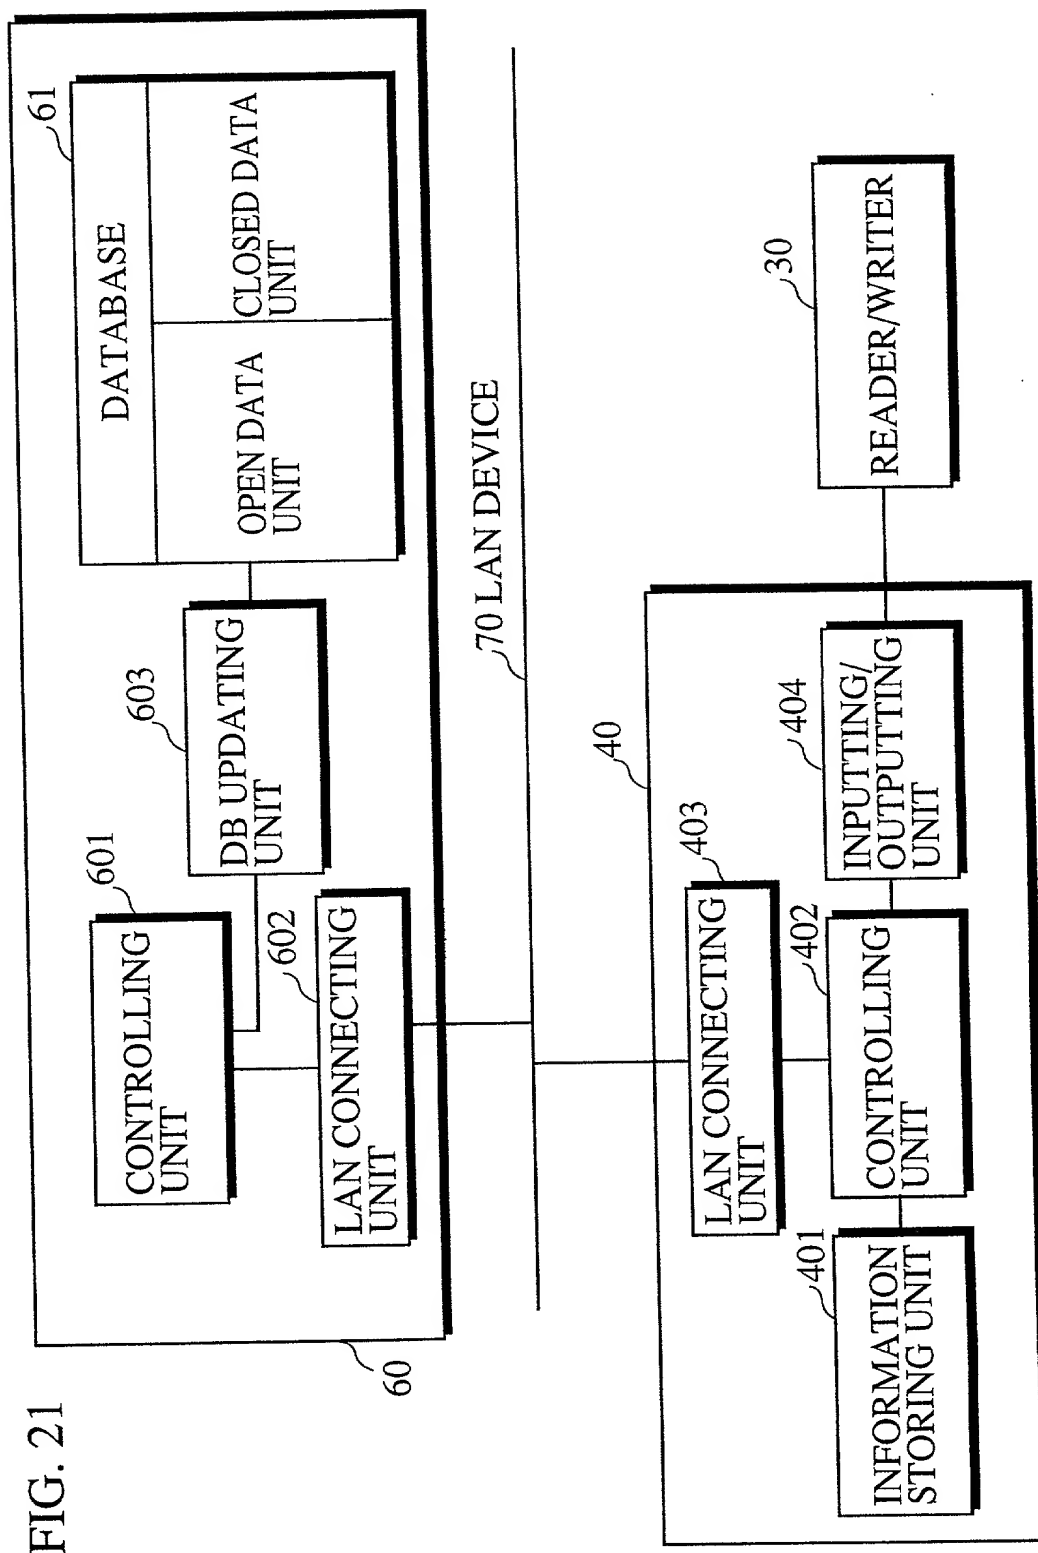 FIG. 21
60
CONTROLLING
UNIT
601
LAN CONNECTING
UNIT
602
DB UPDATING
UNIT
603
DATABASE
61
OPEN DATA
UNIT
CLOSED DATA
UNIT
70 LAN DEVICE
40
LAN CONNECTING
UNIT
403
INFORMATION
STORING UNIT
401
CONTROLLING
UNIT
402
INPUTTING/
OUTPUTTING
UNIT
404
READER/WRITER
30